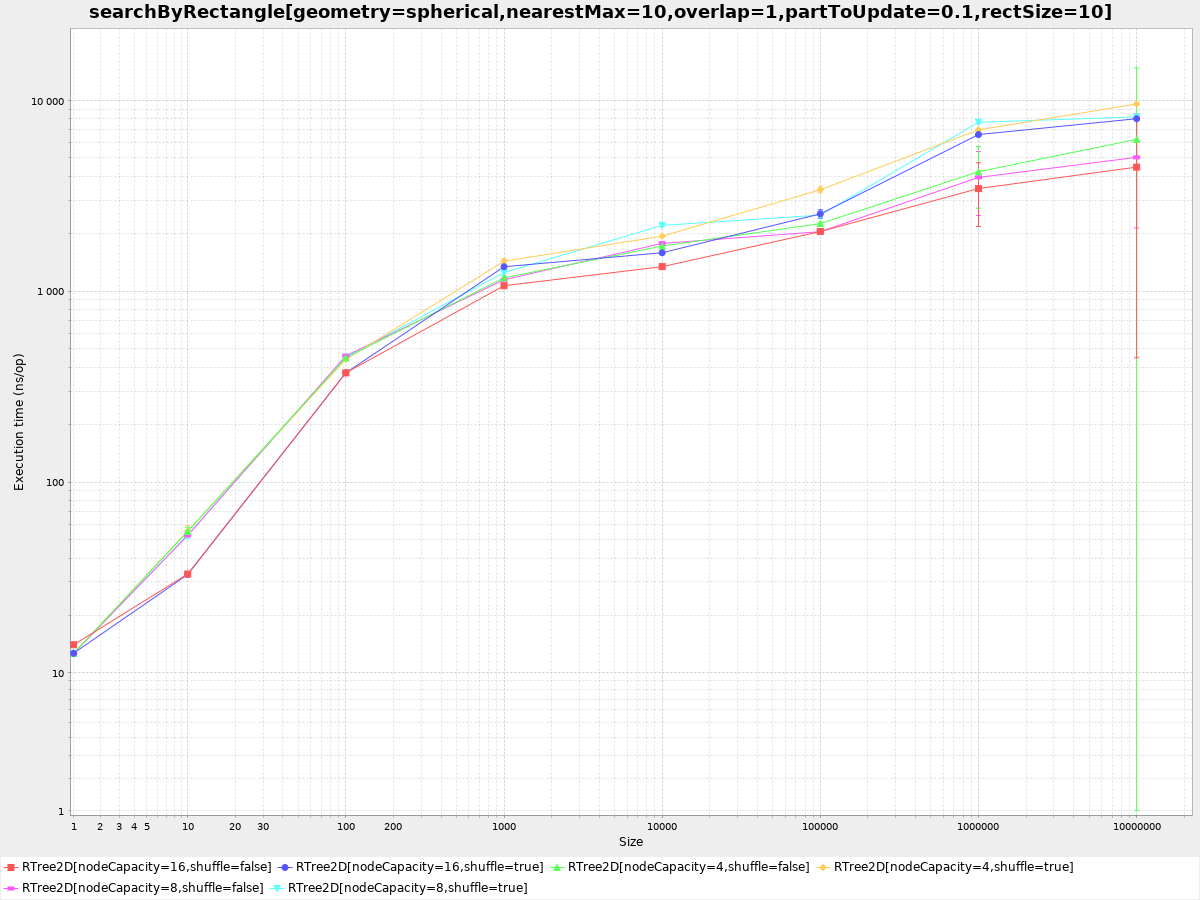 searchByRectangle[geometry=spherical,nearestMax=10,overlap=1,partToUpdate=0.1,rectSize=10]
Execution time (ns/op)
10 000
1 000
100
10
1
1 2 3 4 5 10 20 30 100 200 1000 10000 100000 1000000 10000000
Size
RTree2D[nodeCapacity=16,shuffle=false] RTree2D[nodeCapacity=16,shuffle=true] RTree2D[nodeCapacity=4,shuffle=false] RTree2D[nodeCapacity=4,shuffle=true]
RTree2D[nodeCapacity=8,shuffle=false] RTree2D[nodeCapacity=8,shuffle=true]